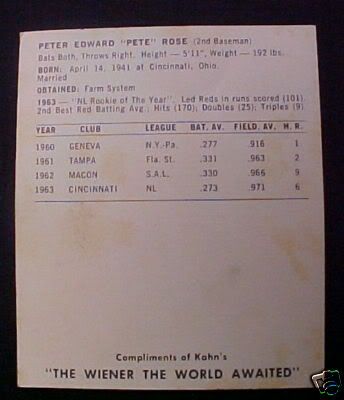 PETER EDWARD "PETE" ROSE (2nd Baseman)
Bats Both, Throws Right. Height — 5'11", Weight — 192 lbs.
BORN: April 14, 1941 at Cincinnati, Ohio.
Married
OBTAINED: Farm System
1963 — "NL Rookie of The Year". Led Reds in runs scored (101). 2nd Best Red Batting Avg.; Hits (170); Doubles (25); Triples (9).
YEAR CLUB LEAGUE BAT. AV. FIELD. AV. H. R.
1960 GENEVA N.Y.-Pa. .277 .916 1
1961 TAMPA Fla. St. .331 .963 2
1962 MACON S.A.L. .330 .966 9
1963 CINCINNATI NL .273 .971 6
Compliments of Kahn's
"THE WIENER THE WORLD AWAITED"
ebY